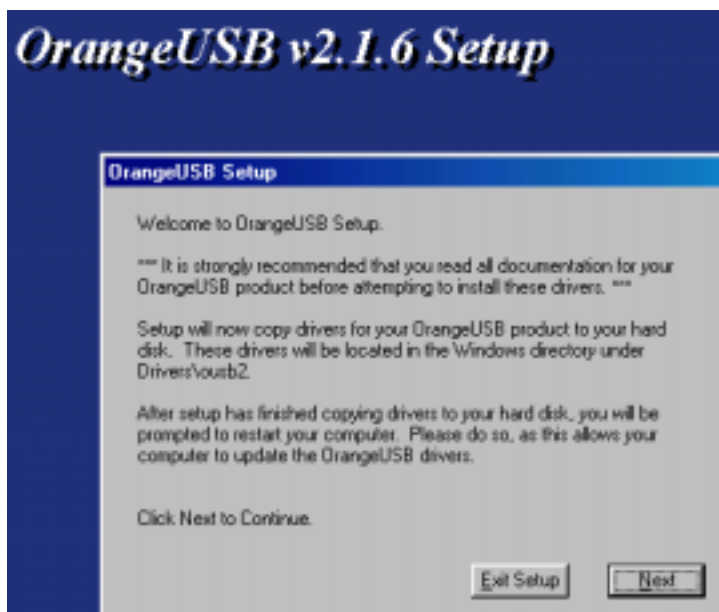 OrangeUSB v2.1.6 Setup
OrangeUSB Setup
Welcome to OrangeUSB Setup.
*** It is strongly recommended that you read all documentation for your
OrangeUSB product before attempting to install these drivers. ***
Setup will now copy drivers for your OrangeUSB product to your hard
disk. These drivers will be located in the Windows directory under
Drivers\ousb2.
After setup has finished copying drivers to your hard disk, you will be
prompted to restart your computer. Please do so, as this allows your
computer to update the OrangeUSB drivers.
Click Next to Continue.
Exit Setup
Next